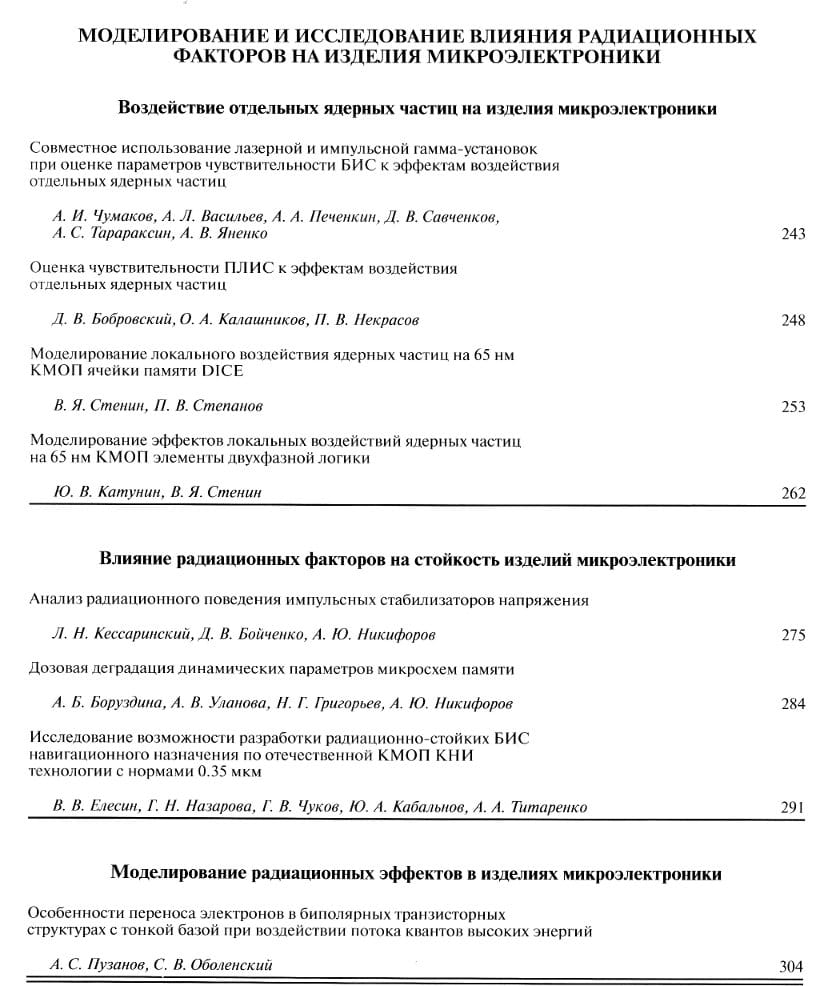 МОДЕЛИРОВАНИЕ И ИССЛЕДОВАНИЕ ВЛИЯНИЯ РАДИАЦИОННЫХ
ФАКТОРОВ НА ИЗДЕЛИЯ МИКРОЭЛЕКТРОНИКИ
Воздействие отдельных ядерных частиц на изделия микроэлектроники
Совместное использование лазерной и импульсной гамма-установок
при оценке параметров чувствительности БИС к эффектам воздействия
отдельных ядерных частиц
А. И. Чумаков, А. Л. Васильев, А. А. Печенкин, Д. В. Савченков,
А. С. Тарараксин, А. В. Яненко 243
Оценка чувствительности ПЛИС к эффектам воздействия
отдельных ядерных частиц
Д. В. Бобровский, О. А. Калашников, П. В. Некрасов 248
Моделирование локального воздействия ядерных частиц на 65 нм
КМОП ячейки памяти DICE
В. Я. Стенин, П. В. Степанов 253
Моделирование эффектов локальных воздействий ядерных частиц
на 65 нм КМОП элементы двухфазной логики
Ю. В. Катунин, В. Я. Стенин 262
Влияние радиационных факторов на стойкость изделий микроэлектроники
Анализ радиационного поведения импульсных стабилизаторов напряжения
Л. Н. Кессаринский, Д. В. Бойченко, А. Ю. Никифоров 275
Дозовая деградация динамических параметров микросхем памяти
А. Б. Боруздина, А. В. Уланова, Н. Г. Григорьев, А. Ю. Никифоров 284
Исследование возможности разработки радиационно-стойких БИС
навигационного назначения по отечественной КМОП КНИ
технологии с нормами 0.35 мкм
В. В. Елесин, Г. Н. Назарова, Г. В. Чуков, Ю. А. Кабальнов, А. А. Титаренко 291
Моделирование радиационных эффектов в изделиях микроэлектроники
Особенности переноса электронов в биполярных транзисторных
структурах с тонкой базой при воздействии потока квантов высоких энергий
А. С. Пузанов, С. В. Оболенский 304